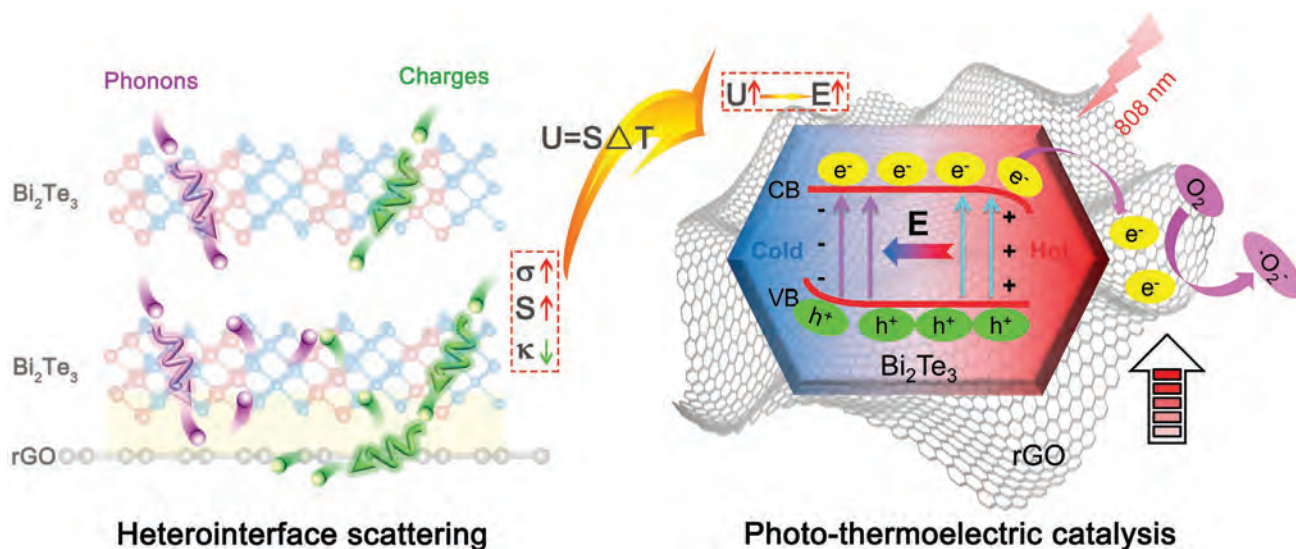 Phonons
Charges
Bi₂Te₃
Bi₂Te₃
rGO
σ↑
S↑
κ↓
U=S△T
U↑ E↑
808 nm
CB
e⁻ e⁻ e⁻ e⁻
- - -
E
+ + +
Cold
Hot
VB
h⁺ h⁺ h⁺ h⁺
Bi₂Te₃
e⁻
e⁻
O₂
·O₂⁻
rGO
Heterointerface scattering
Photo-thermoelectric catalysis